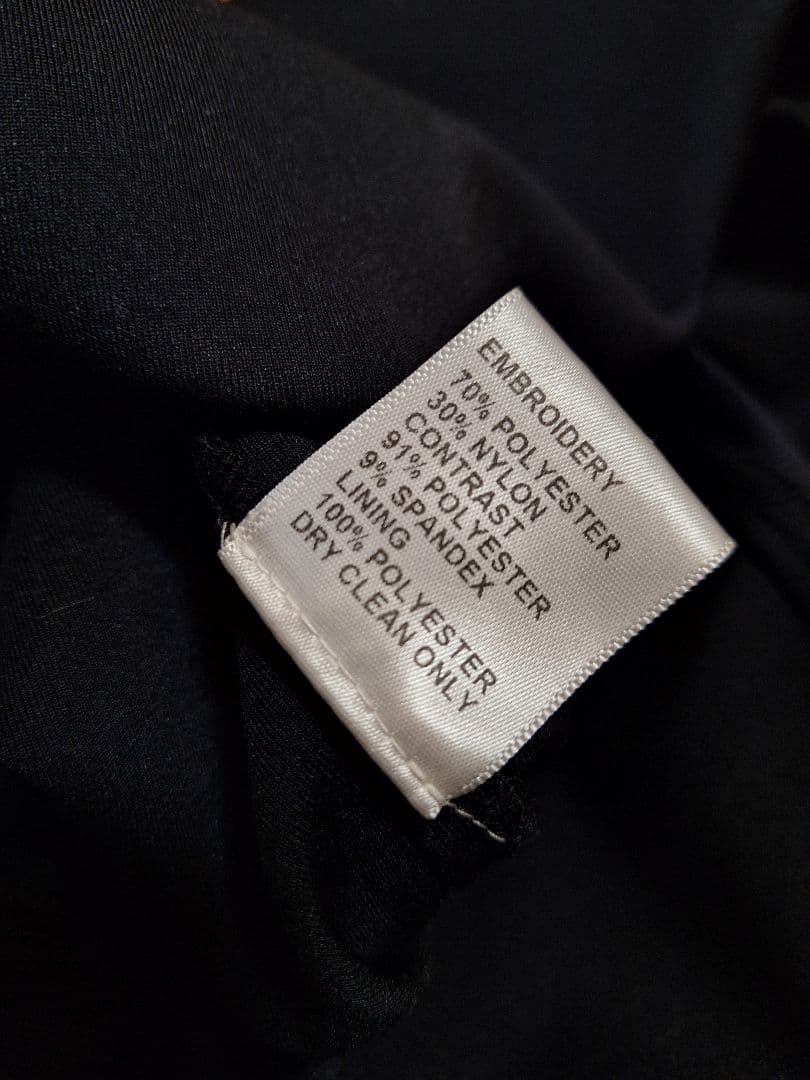 EMBROIDERY
70% POLYESTER
30% NYLON
CONTRAST
91% POLYESTER
9% SPANDEX
LINING
100% POLYESTER
DRY CLEAN ONLY